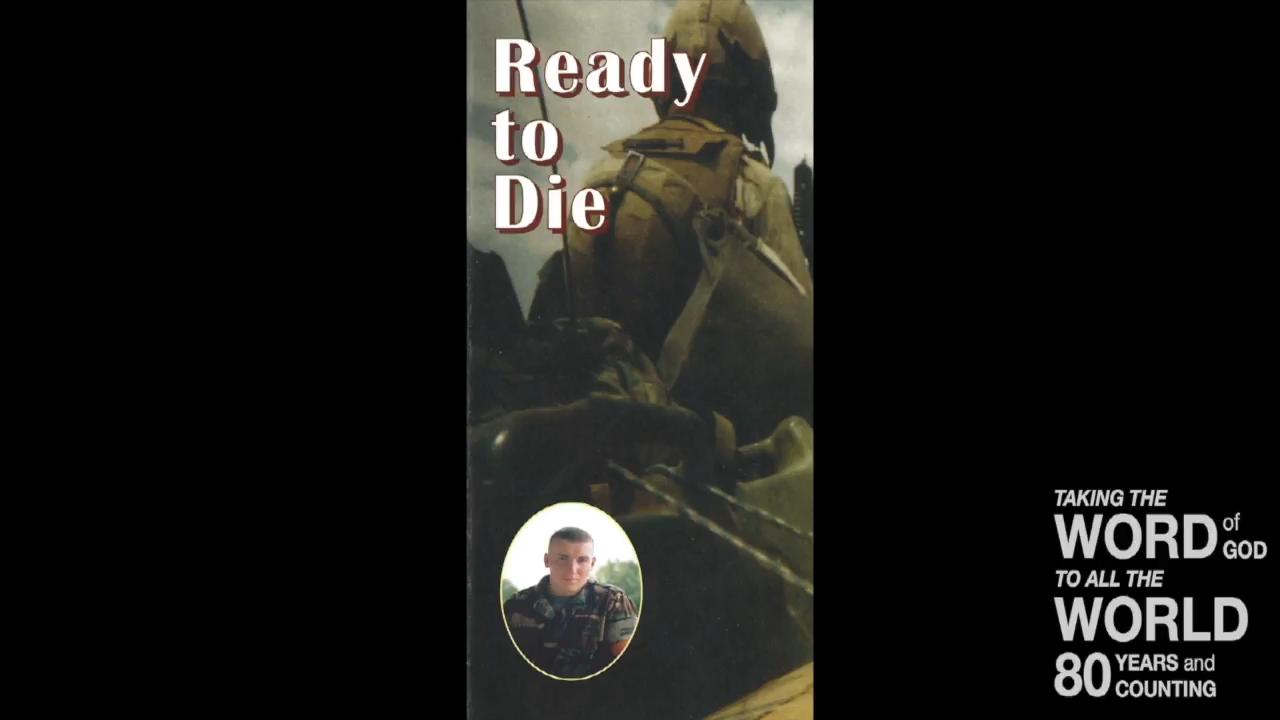 Ready
to
Die
TAKING THE
WORD of GOD
TO ALL THE
WORLD
80 YEARS and
COUNTING